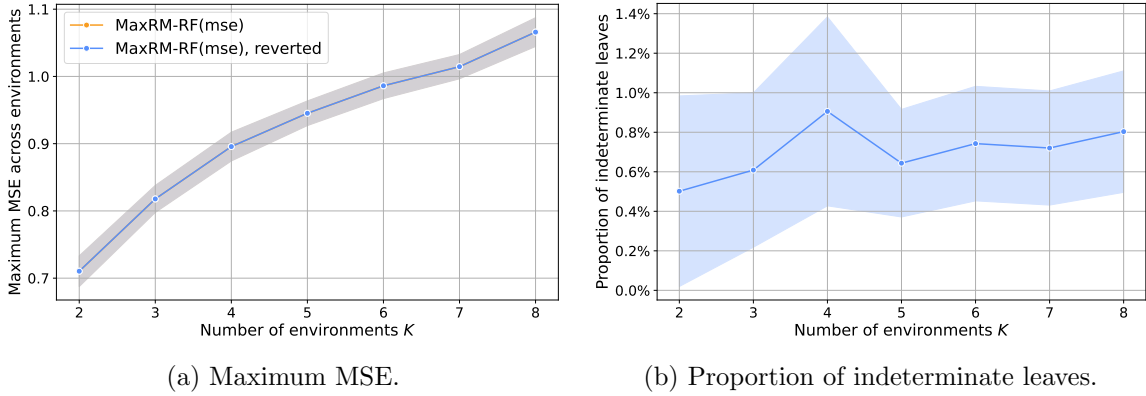 Maximum MSE across environments
1.1
1.0
0.9
0.8
0.7
MaxRM-RF(mse)
MaxRM-RF(mse), reverted
2 3 4 5 6 7 8
Number of environments K
(a) Maximum MSE.
Proportion of indeterminate leaves
1.4%
1.2%
1.0%
0.8%
0.6%
0.4%
0.2%
0.0%
2 3 4 5 6 7 8
Number of environments K
(b) Proportion of indeterminate leaves.